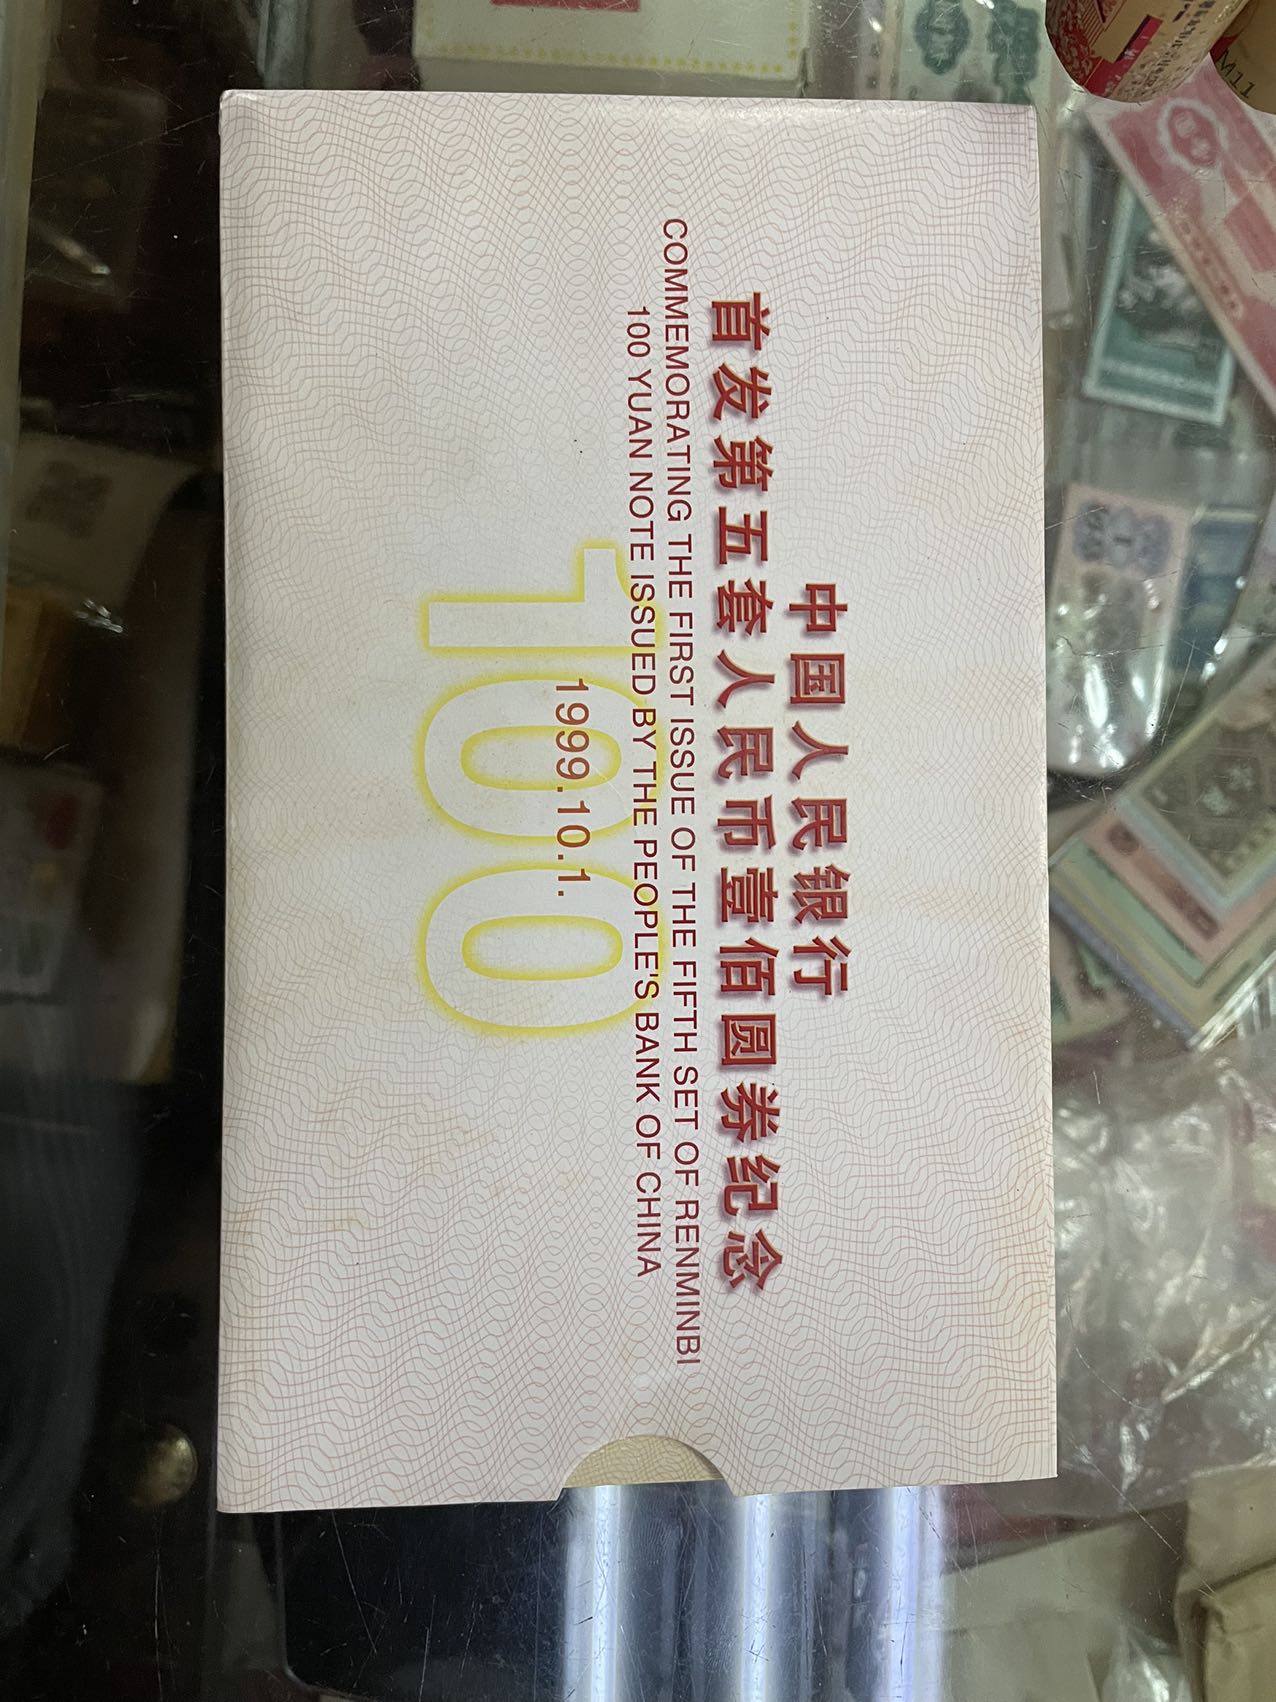 中国人民银行
首发第五套人民币壹佰圆券纪念
COMMEMORATING THE FIRST ISSUE OF THE FIFTH SET OF RENMINBI
100 YUAN NOTE ISSUED BY THE PEOPLE'S BANK OF CHINA
100
1999.10.1.